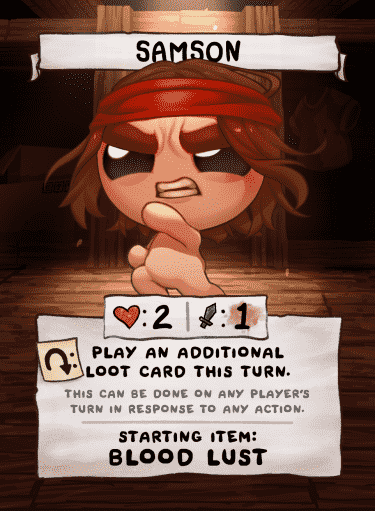 SAMSON
:2 | :1
PLAY AN ADDITIONAL
LOOT CARD THIS TURN.
THIS CAN BE DONE ON ANY PLAYER'S
TURN IN RESPONSE TO ANY ACTION.
STARTING ITEM:
BLOOD LUST